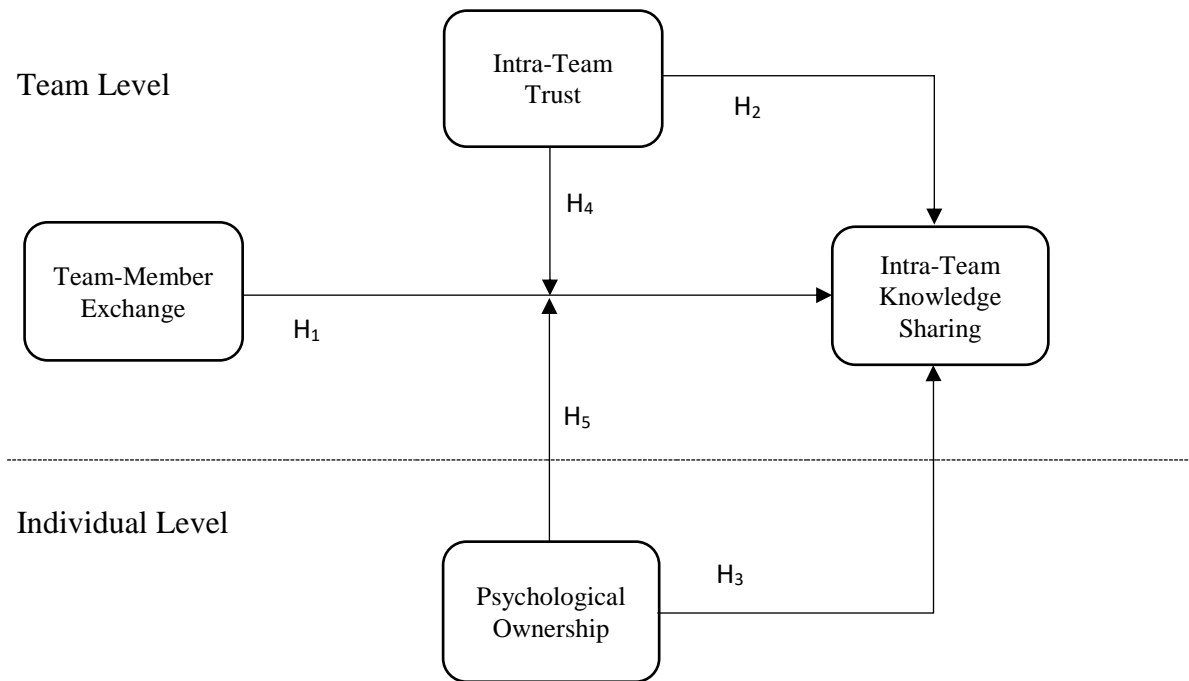 Intra-Team
Trust
Team Level
H₂
H₄
Team-Member
Exchange
Intra-Team
Knowledge
Sharing
H₁
H₅
Individual Level
H₃
Psychological
Ownership